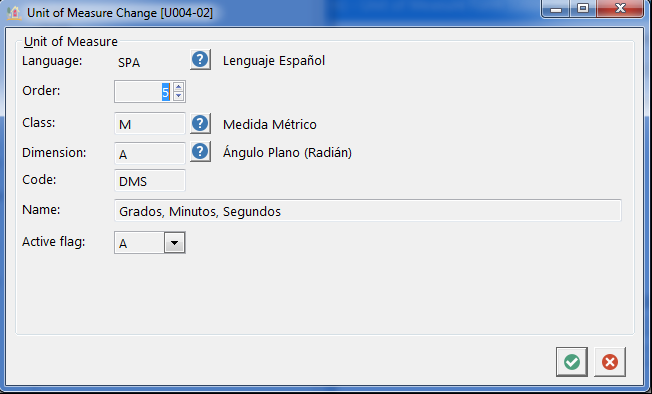 Unit of Measure Change [U004-02]
Unit of Measure
Language: SPA ? Lenguaje Español
Order: 5
Class: M ? Medida Métrico
Dimension: A ? Ángulo Plano (Radián)
Code: DMS
Name: Grados, Minutos, Segundos
Active flag: A